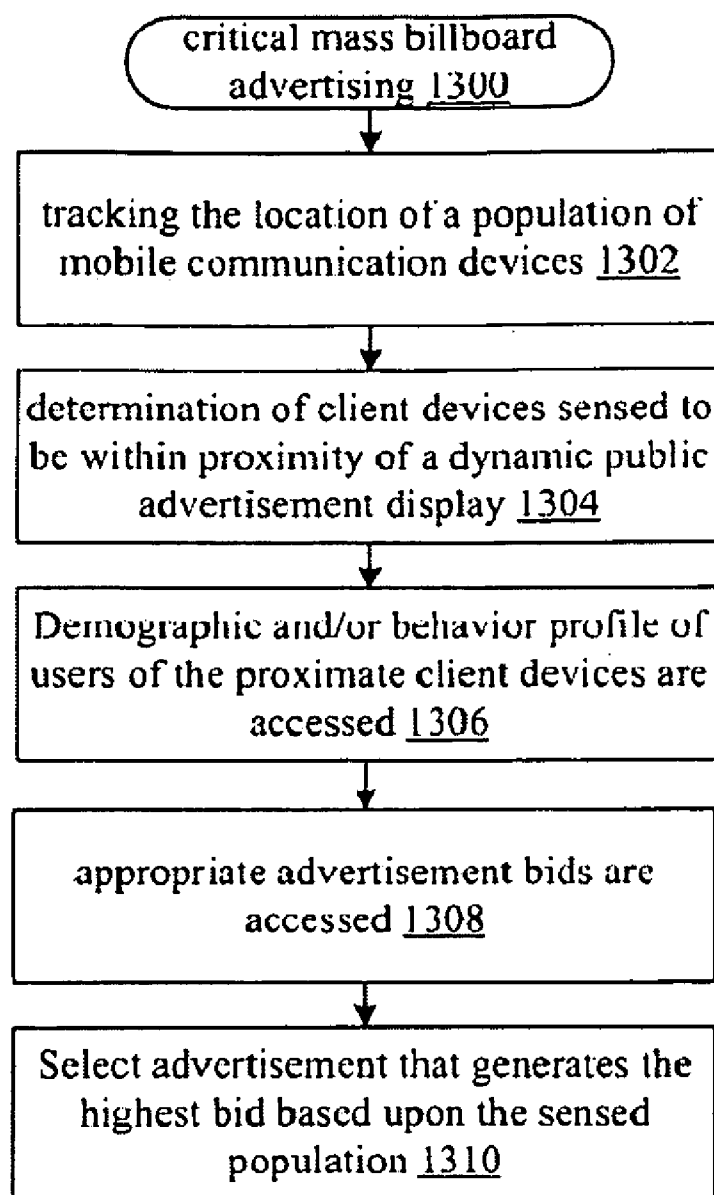 critical mass billboard
advertising 1300
tracking the location of a population of
mobile communication devices 1302
determination of client devices sensed to
be within proximity of a dynamic public
advertisement display 1304
Demographic and/or behavior profile of
users of the proximate client devices are
accessed 1306
appropriate advertisement bids are
accessed 1308
Select advertisement that generates the
highest bid based upon the sensed
population 1310